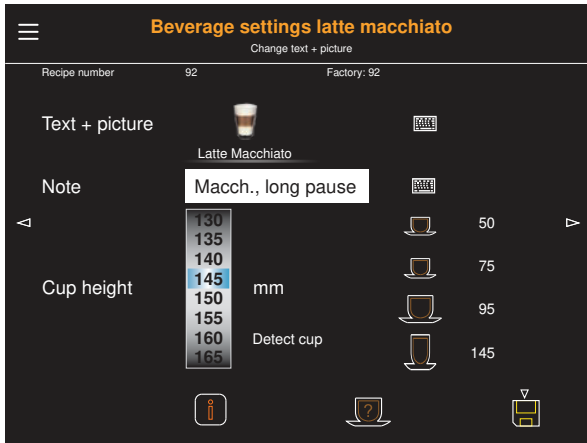 Beverage settings latte macchiato
Change text + picture
Recipe number 92 Factory: 92
Text + picture
Latte Macchiato
Note Macch., long pause
130
135
140
145
150
155
160
165
Cup height mm
Detect cup
50
75
95
145
i ?